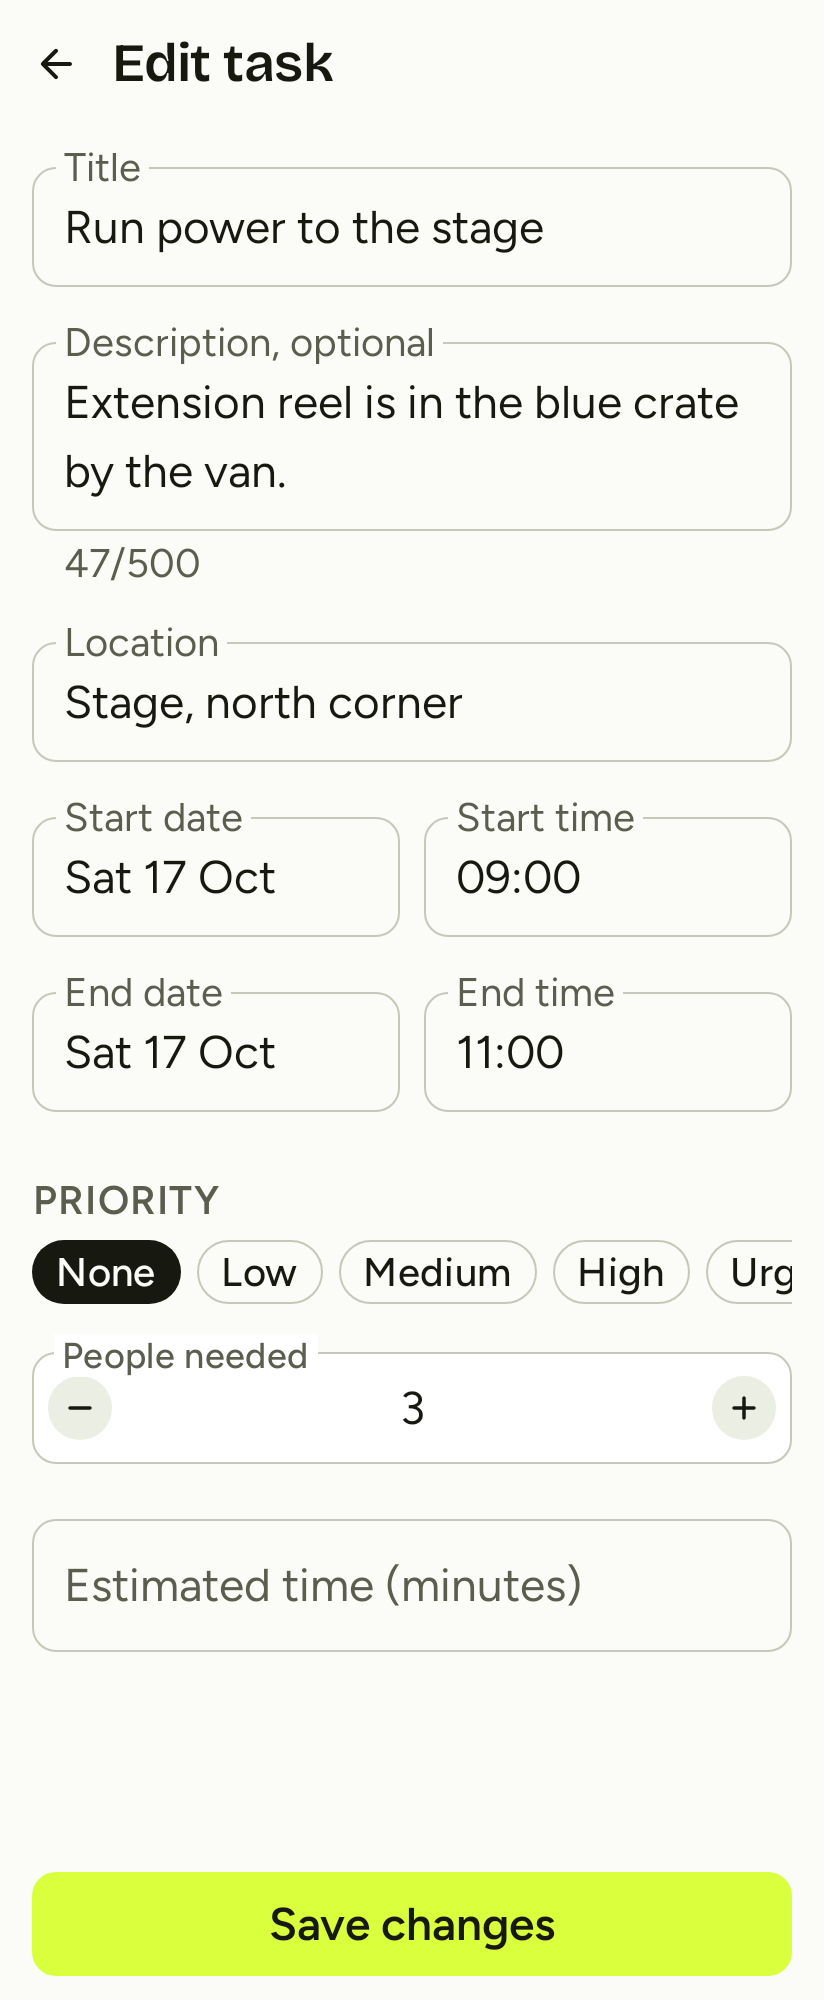 Edit task
Title
Run power to the stage
Description, optional
Extension reel is in the blue crate
by the van.
47/500
Location
Stage, north corner
Start date
Start time
Sat 17 Oct
09:00
End date
End time
Sat 17 Oct
11:00
PRIORITY
None
Low
Medium
High
Urg
People needed
3
Estimated time (minutes)
Save changes